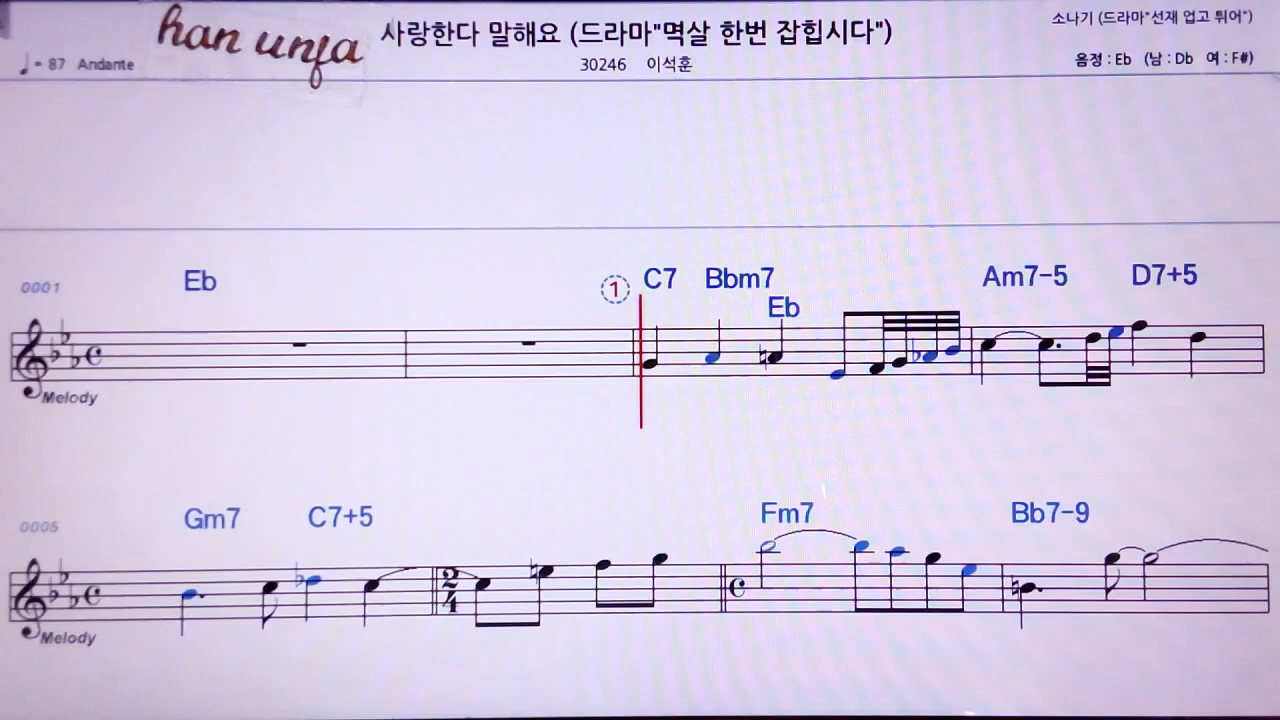 han unfa
사랑한다 말해요 (드라마"멱살 한번 잡힙시다")
소나기 (드라마"선재 업고 튀어")
♩= 87 Andante
30246 이석훈
음정 : Eb (남 : Db 여 : F#)
0001 Eb ① C7 Bbm7 Eb Am7-5 D7+5
Melody
0005 Gm7 C7+5 Fm7 Bb7-9
2
4
Melody